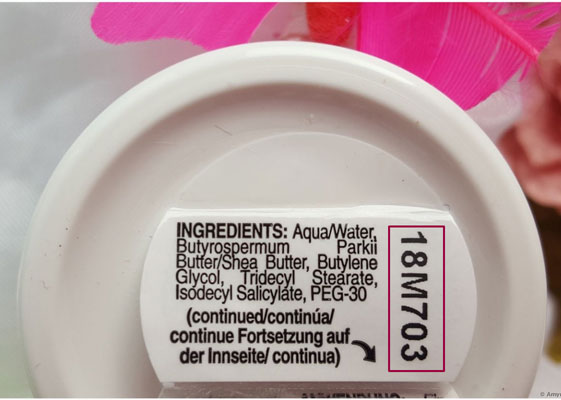 INGREDIENTS: Aqua/Water,
Butyrospermum Parkii
Butter/Shea Butter, Butylene
Glycol, Tridecyl Stearate,
Isodecyl Salicylate, PEG-30
(continued/continúa/
continue Fortsetzung auf
der Innseite/ continua)
18M703